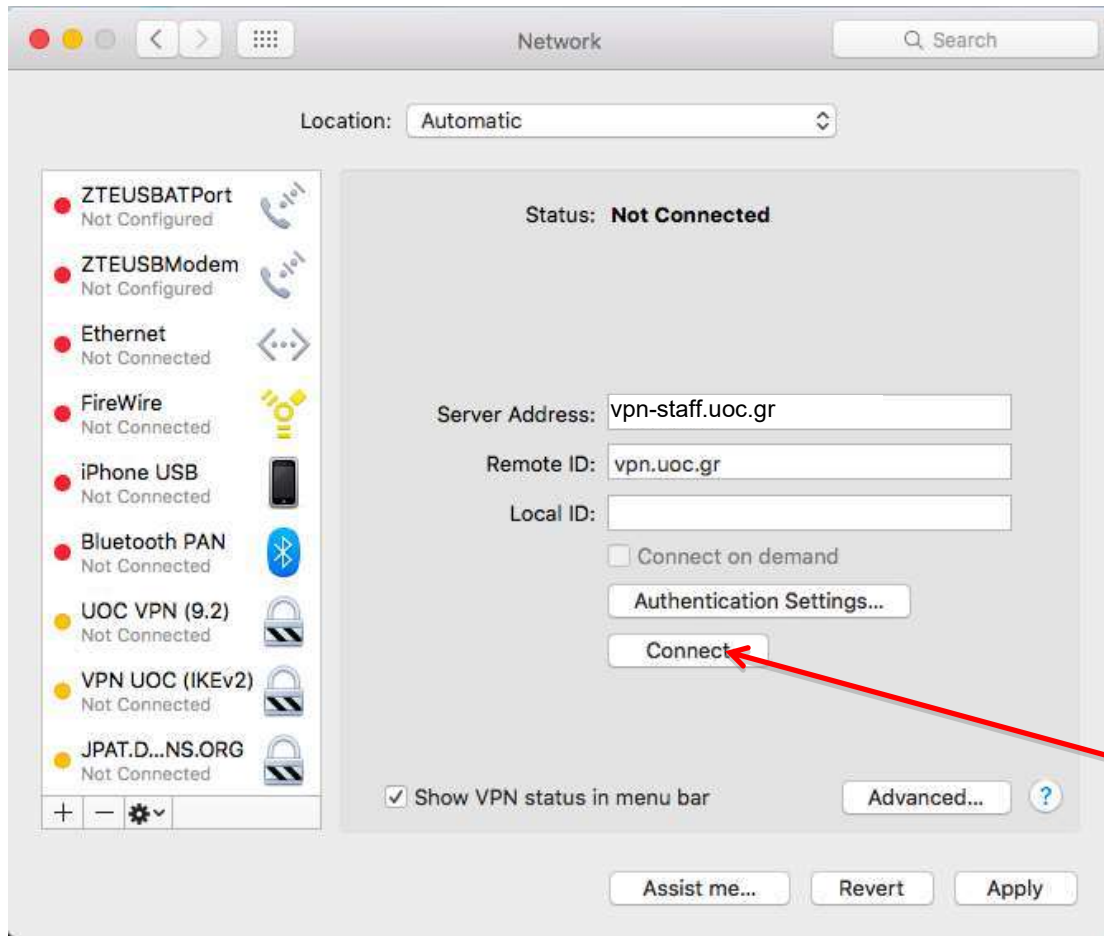 Network
Search
Location: Automatic
ZTEUSBATPort
Not Configured
ZTEUSBModem
Not Configured
Ethernet
Not Connected
FireWire
Not Connected
iPhone USB
Not Connected
Bluetooth PAN
Not Connected
UOC VPN (9.2)
Not Connected
VPN UOC (IKEv2)
Not Connected
JPAT.D...NS.ORG
Not Connected
Status: Not Connected
Server Address: vpn-staff.uoc.gr
Remote ID: vpn.uoc.gr
Local ID:
Connect on demand
Authentication Settings...
Connect
Show VPN status in menu bar
Advanced...
?
Assist me...
Revert
Apply